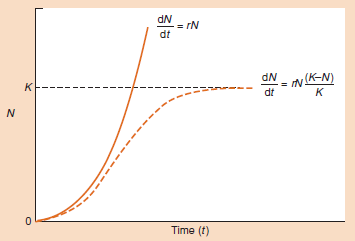 dN/dt = rN
K
dN/dt = rN (K–N)/K
N
0
Time (t)